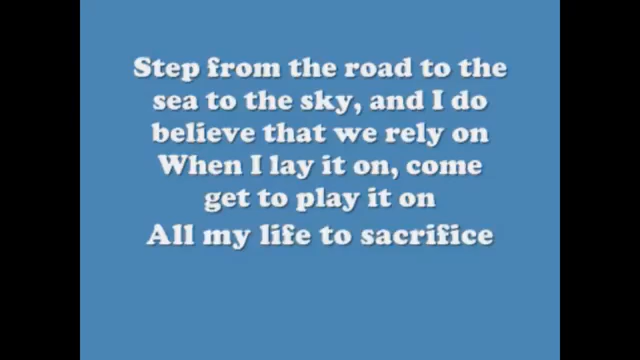 Step from the road to the
sea to the sky, and I do
believe that we rely on
When I lay it on, come
get to play it on
All my life to sacrifice